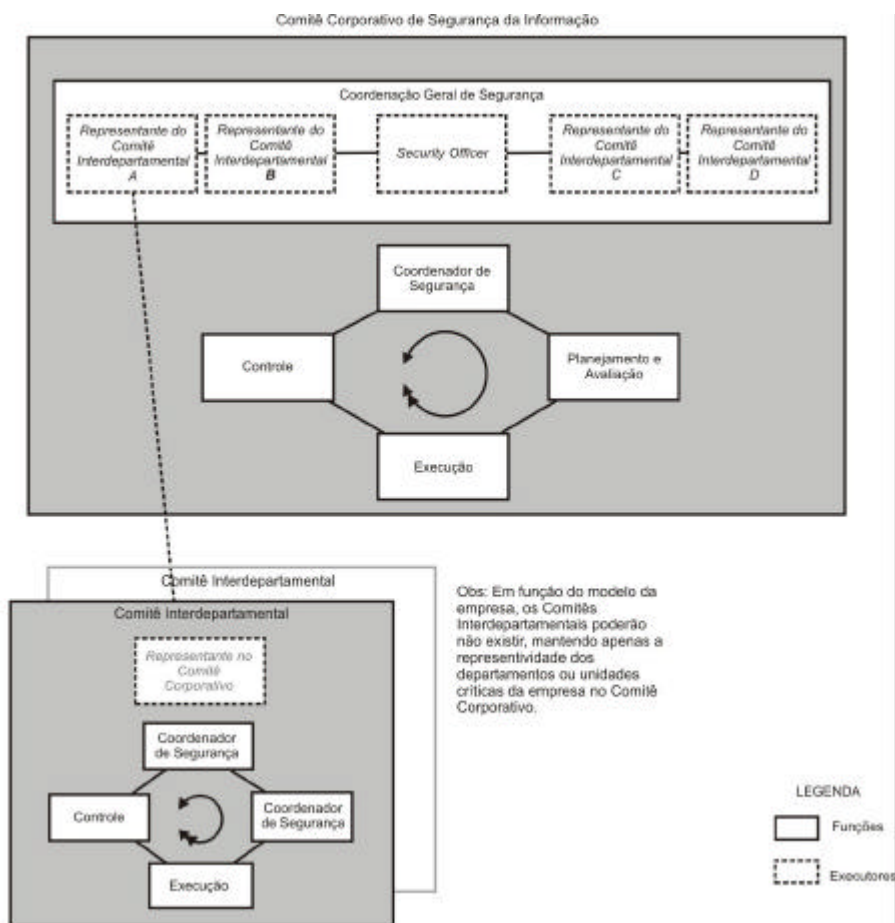 Comitê Corporativo de Segurança da Informação
Coordenação Geral de Segurança
Representante do
Comitê
Interdepartamental
A
Representante do
Comitê
Interdepartamental
B
Security Officer
Representante do
Comitê
Interdepartamental
C
Representante do
Comitê
Interdepartamental
D
Coordenador de
Segurança
Controle
Planejamento e
Avaliação
Execução
Comitê Interdepartamental
Comitê Interdepartamental
Representante no
Comitê
Corporativo
Coordenador
de Segurança
Controle
Coordenador
de Segurança
Execução
Obs: Em função do modelo da
empresa, os Comitês
Interdepartamentais poderão
não existir, mantendo apenas a
representividade dos
departamentos ou unidades
críticas da empresa no Comitê
Corporativo.
LEGENDA
Funções
Executores